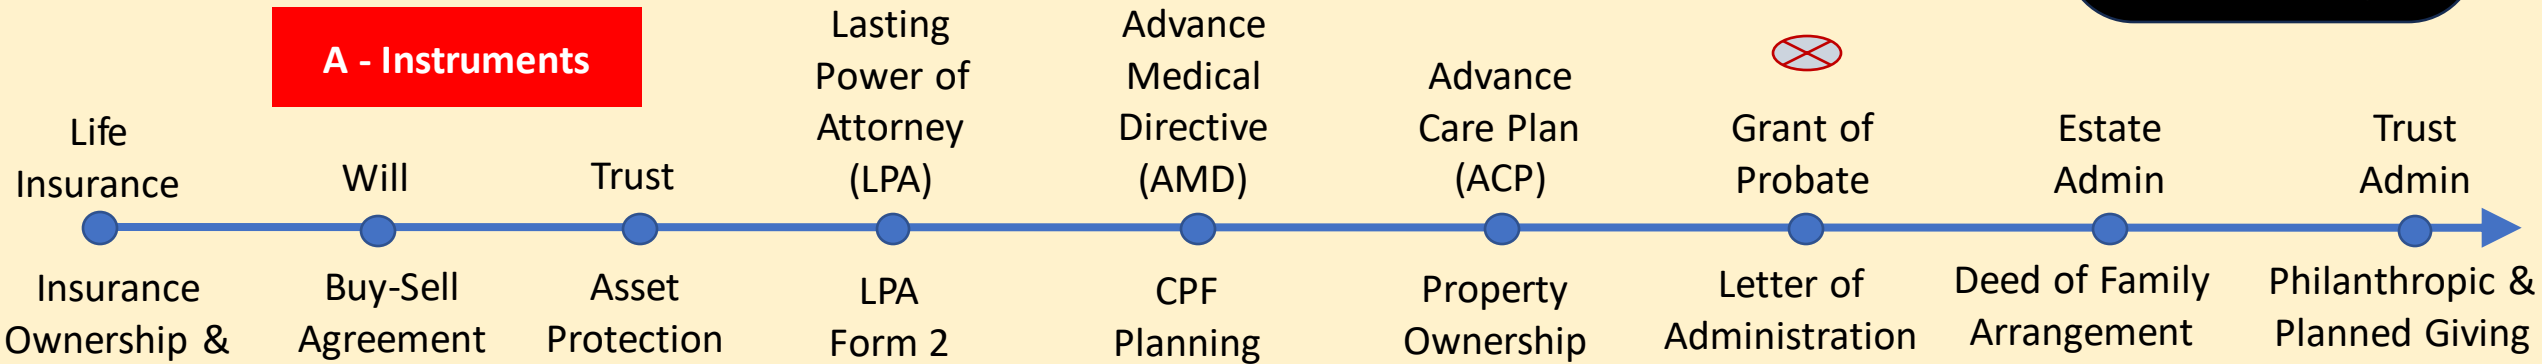 A - Instruments
Life
Insurance
Will
Trust
Lasting
Power of
Attorney
(LPA)
Advance
Medical
Directive
(AMD)
Advance
Care Plan
(ACP)
Grant of
Probate
Estate
Admin
Trust
Admin
Insurance
Ownership &
Buy-Sell
Agreement
Asset
Protection
LPA
Form 2
CPF
Planning
Property
Ownership
Letter of
Administration
Deed of Family
Arrangement
Philanthropic &
Planned Giving